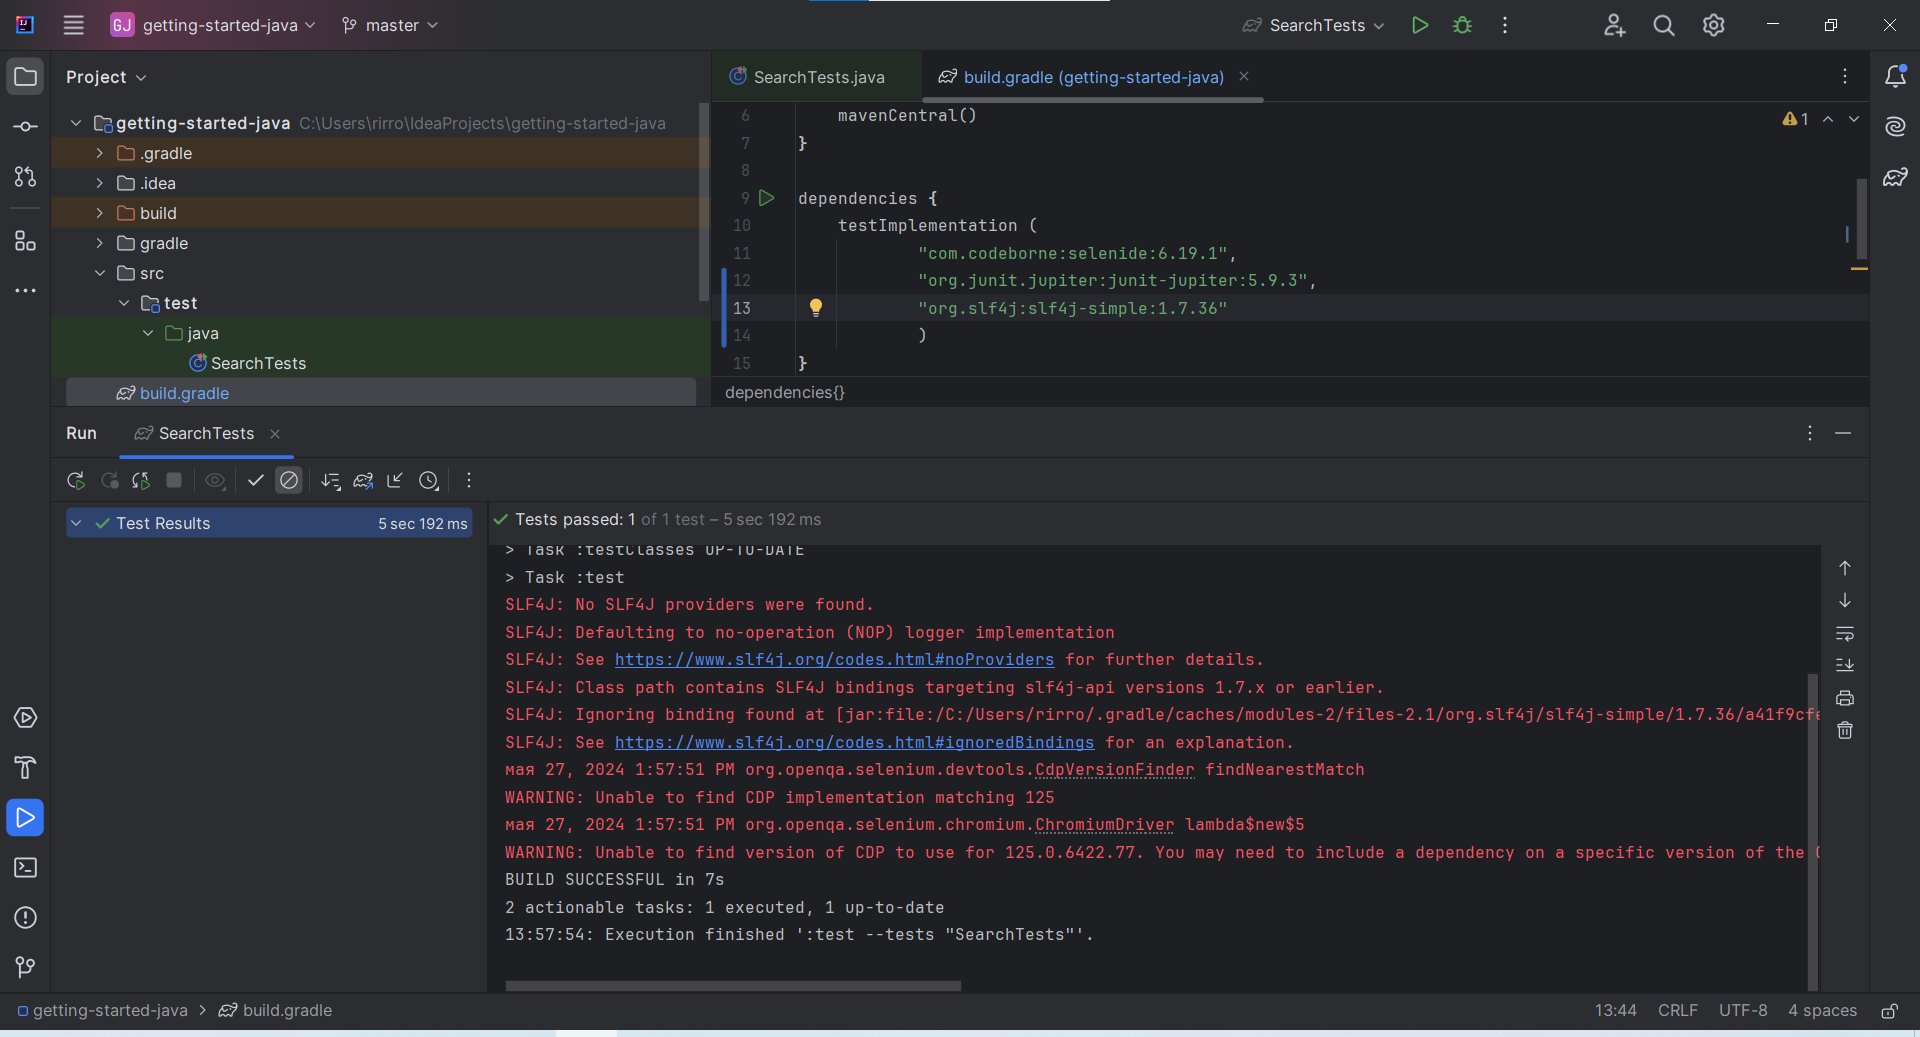 GJ getting-started-java master SearchTests
Project
getting-started-java C:\Users\rirro\IdeaProjects\getting-started-java
.gradle
.idea
build
gradle
src
test
java
SearchTests
build.gradle
SearchTests.java build.gradle (getting-started-java)
1
6 mavenCentral()
7 }
8
9 dependencies {
10 testImplementation (
11 "com.codeborne:selenide:6.19.1",
12 "org.junit.jupiter:junit-jupiter:5.9.3",
13 "org.slf4j:slf4j-simple:1.7.36"
14 )
15 }
dependencies{}
Run SearchTests
Test Results 5 sec 192 ms
Tests passed: 1 of 1 test – 5 sec 192 ms
> Task :testClasses UP-TO-DATE
> Task :test
SLF4J: No SLF4J providers were found.
SLF4J: Defaulting to no-operation (NOP) logger implementation
SLF4J: See https://www.slf4j.org/codes.html#noProviders for further details.
SLF4J: Class path contains SLF4J bindings targeting slf4j-api versions 1.7.x or earlier.
SLF4J: Ignoring binding found at [jar:file:/C:/Users/rirro/.gradle/caches/modules-2/files-2.1/org.slf4j/slf4j-simple/1.7.36/a41f9cfe
SLF4J: See https://www.slf4j.org/codes.html#ignoredBindings for an explanation.
мая 27, 2024 1:57:51 PM org.openqa.selenium.devtools.CdpVersionFinder findNearestMatch
WARNING: Unable to find CDP implementation matching 125
мая 27, 2024 1:57:51 PM org.openqa.selenium.chromium.ChromiumDriver lambda$new$5
WARNING: Unable to find version of CDP to use for 125.0.6422.77. You may need to include a dependency on a specific version of the
BUILD SUCCESSFUL in 7s
2 actionable tasks: 1 executed, 1 up-to-date
13:57:54: Execution finished ':test --tests "SearchTests"'.
getting-started-java > build.gradle
13:44 CRLF UTF-8 4 spaces